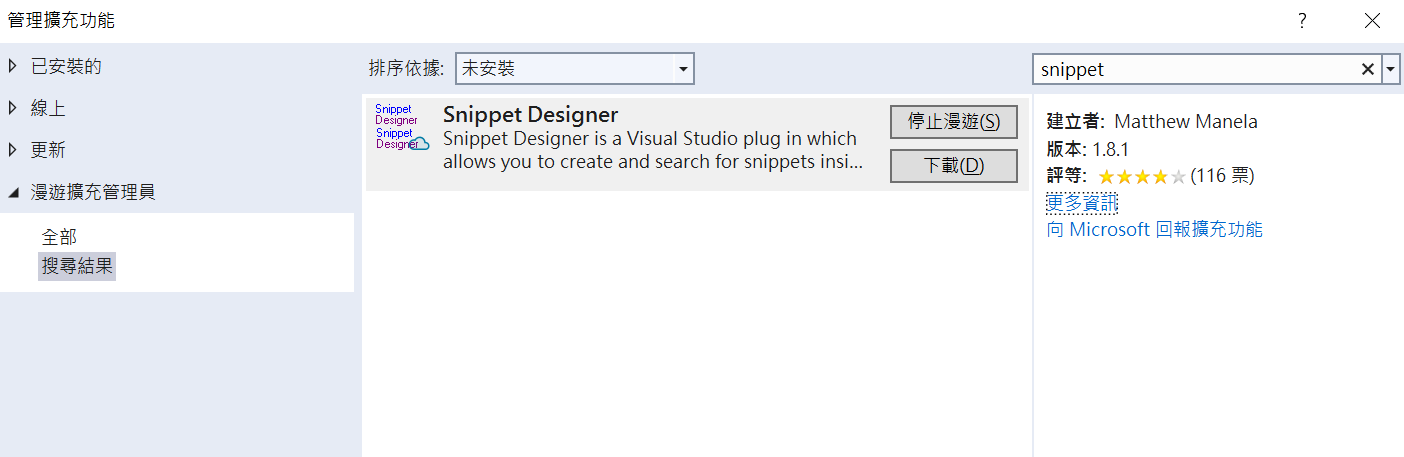 管理擴充功能
?
已安裝的
線上
更新
漫遊擴充管理員
全部
搜尋結果
排序依據: 未安裝
snippet
Snippet Designer
Snippet Designer
Snippet Designer
Snippet Designer is a Visual Studio plug in which
allows you to create and search for snippets insi...
停止漫遊(S)
下載(D)
建立者: Matthew Manela
版本: 1.8.1
評等: (116 票)
更多資訊
向 Microsoft 回報擴充功能